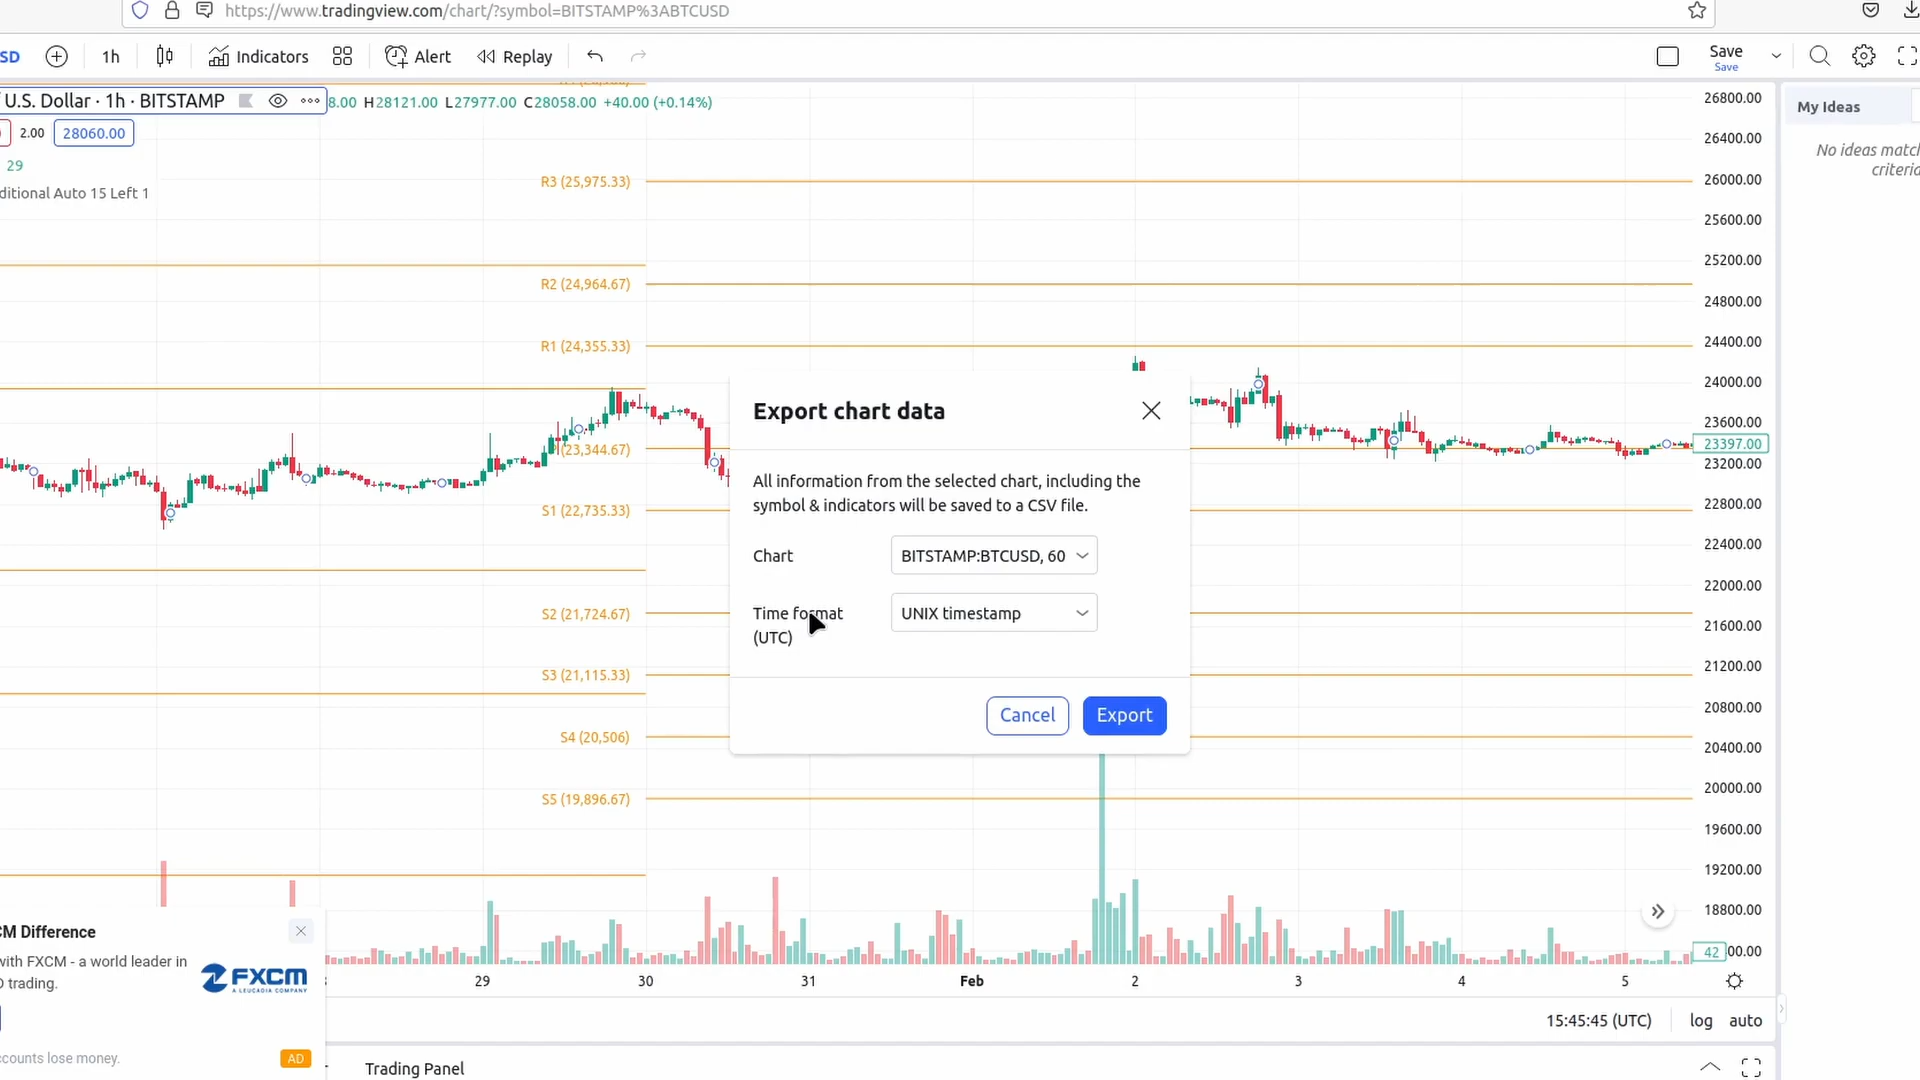 https://www.tradingview.com/chart/?symbol=BITSTAMP%3ABTCUSD
SD 1h Indicators Alert Replay Save
Save
U.S. Dollar · 1h · BITSTAMP 8.00 H28121.00 L27977.00 C28058.00 +40.00 (+0.14%)
2.00 28060.00
29
ditional Auto 15 Left 1
My Ideas
No ideas match
criteria
26800.00
26400.00
26000.00
25600.00
25200.00
24800.00
24400.00
24000.00
23600.00
23397.00
23200.00
22800.00
22400.00
22000.00
21600.00
21200.00
20800.00
20400.00
20000.00
19600.00
19200.00
18800.00
42 00.00
R3 (25,975.33)
R2 (24,964.67)
R1 (24,355.33)
(23,344.67)
S1 (22,735.33)
S2 (21,724.67)
S3 (21,115.33)
S4 (20,506)
S5 (19,896.67)
Export chart data
All information from the selected chart, including the
symbol & indicators will be saved to a CSV file.
Chart BITSTAMP:BTCUSD, 60
Time format UNIX timestamp
(UTC)
Cancel Export
CM Difference
with FXCM - a world leader in
D trading.
FXCM
A LEUCADIA COMPANY
ccounts lose money.
AD
29 30 31 Feb 2 3 4 5
15:45:45 (UTC) log auto
Trading Panel